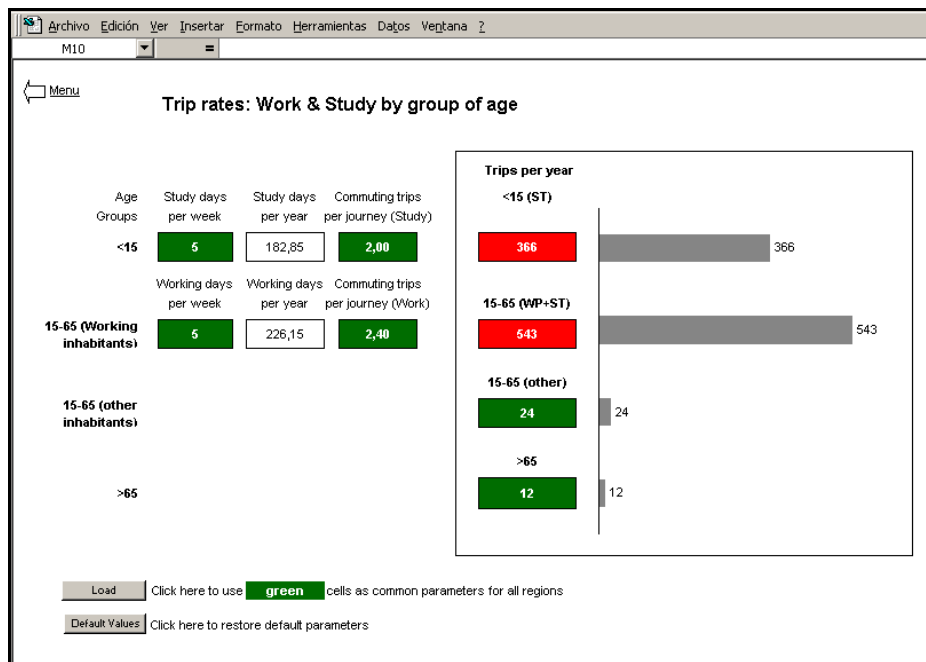 Archivo Edición Ver Insertar Formato Herramientas Datos Ventana ?
M10 =
Menu
Trip rates: Work & Study by group of age
Age Groups
Study days per week
Study days per year
Commuting trips per journey (Study)
<15 5 182,85 2,00
Working days per week
Working days per year
Commuting trips per journey (Work)
15-65 (Working inhabitants) 5 226,15 2,40
15-65 (other inhabitants)
>65
Trips per year
<15 (ST)
366 366
15-65 (WP+ST)
543 543
15-65 (other)
24 24
>65
12 12
Load Click here to use green cells as common parameters for all regions
Default Values Click here to restore default parameters